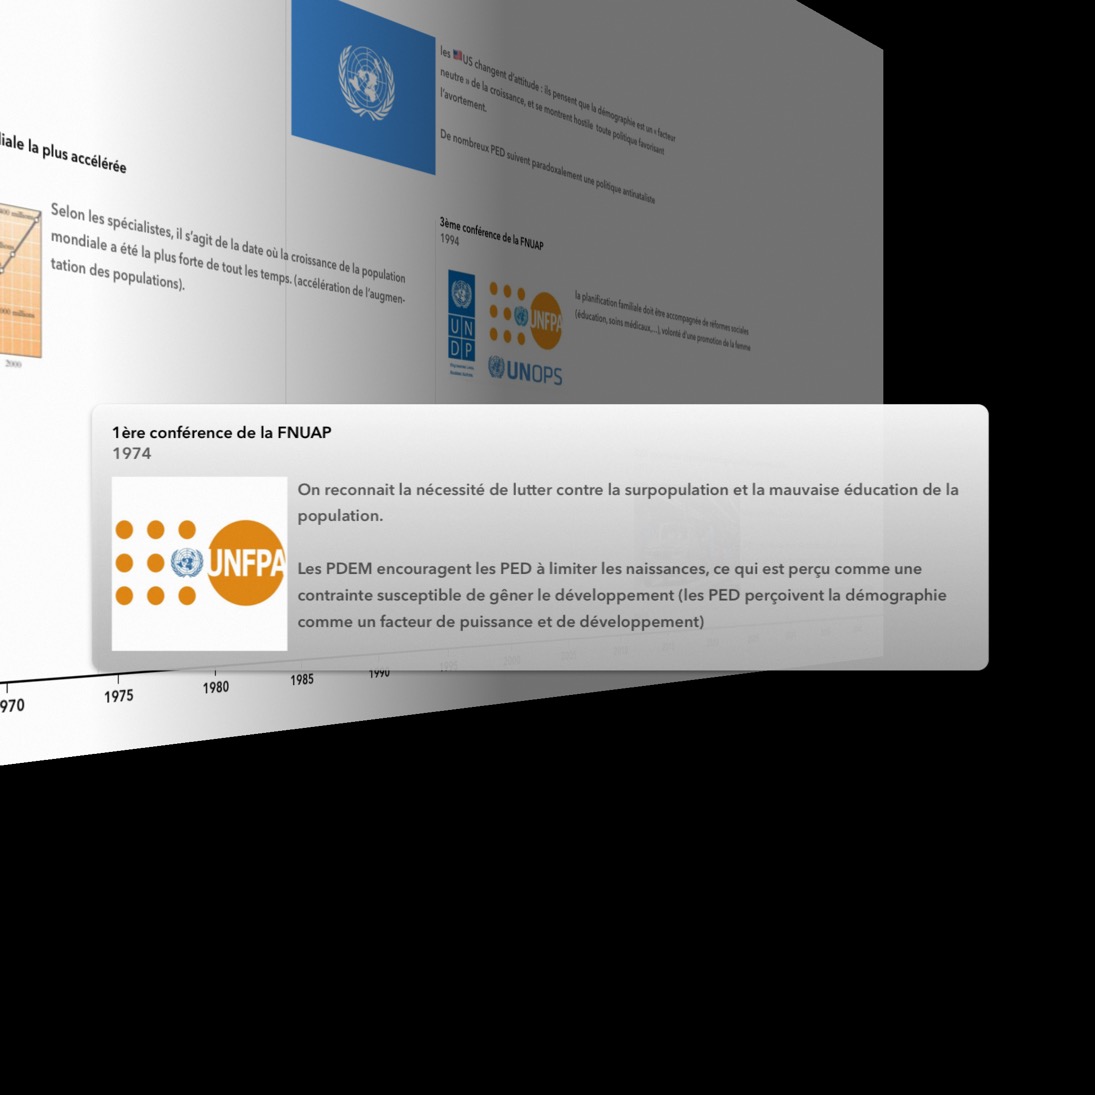 les US changent d'attitude : ils pensent que la démographie est un « facteur
neutre » de la croissance, et se montrent hostile toute politique favorisant
l'avortement.
De nombreux PED suivent paradoxalement une politique antinataliste
iale la plus accélérée
Selon les spécialistes, il s'agit de la date où la croissance de la population
mondiale a été la plus forte de tout les temps. (accélération de l'augmen-
tation des populations).
2000
3ème conférence de la FNUAP
1994
UN
DP
UNFPA
UNOPS
la planification familiale doit être accompagnée de réformes sociales
(éducation, soins médicaux,...), volonté d'une promotion de la femme
1ère conférence de la FNUAP
1974
UNFPA
On reconnait la nécessité de lutter contre la surpopulation et la mauvaise éducation de la
population.
Les PDEM encouragent les PED à limiter les naissances, ce qui est perçu comme une
contrainte susceptible de gêner le développement (les PED perçoivent la démographie
comme un facteur de puissance et de développement)
970 1975 1980 1985 1990 1995 2000